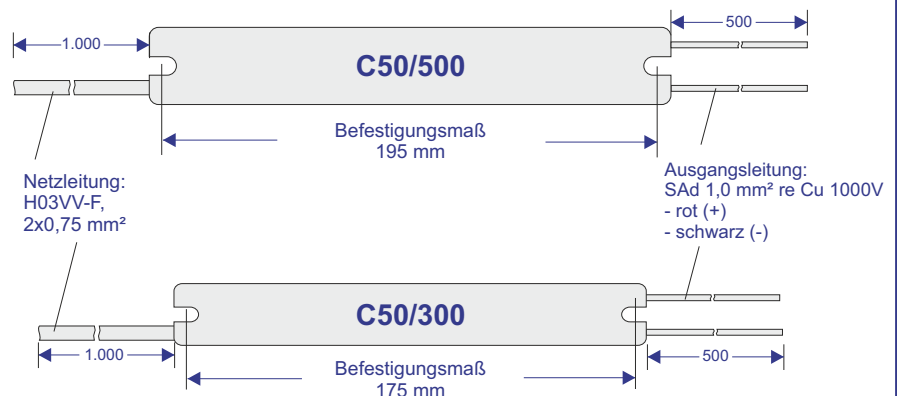 1.000
500
C50/500
Befestigungsmaß
195 mm
Netzleitung:
H03VV-F,
2x0,75 mm²
Ausgangsleitung:
SAd 1,0 mm² re Cu 1000V
- rot (+)
- schwarz (-)
C50/300
1.000
500
Befestigungsmaß
175 mm